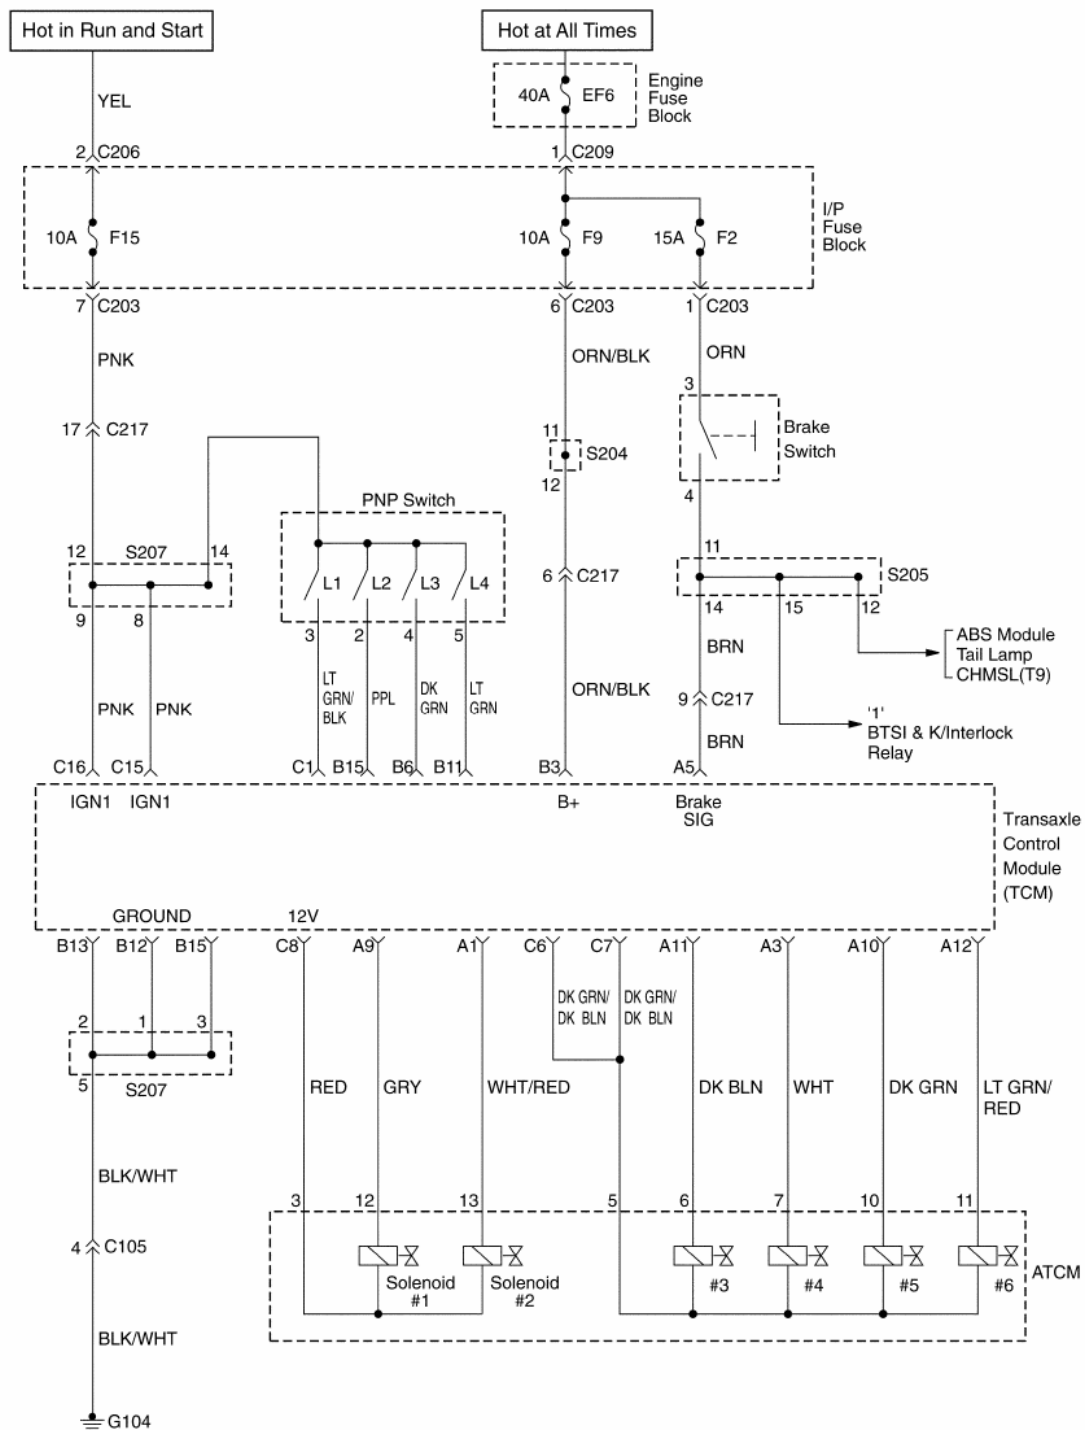 Hot in Run and Start
Hot at All Times
40A EF6
Engine
Fuse
Block
YEL
2 C206
1 C209
10A F15
10A F9
15A F2
I/P
Fuse
Block
7 C203
6 C203
1 C203
PNK
ORN/BLK
ORN
3
17 C217
Brake
Switch
11
S204
12
4
PNP Switch
12 S207 14
11
L1 L2 L3 L4
6 C217
S205
9 8
3 2 4 5
14 15 12
LT
GRN/
BLK
PPL
DK
GRN
LT
GRN
ORN/BLK
BRN
ABS Module
Tail Lamp
CHMSL(T9)
PNK PNK
9 C217
'1'
BTSI & K/Interlock
Relay
BRN
C16 C15 C1 B15 B6 B11 B3 A5
IGN1 IGN1 B+ Brake
SIG
Transaxle
Control
Module
(TCM)
GROUND 12V
B13 B12 B15 C8 A9 A1 C6 C7 A11 A3 A10 A12
DK GRN/
DK BLN
DK GRN/
DK BLN
2 1 3
5 S207
RED GRY WHT/RED DK BLN WHT DK GRN LT GRN/
RED
BLK/WHT
3 12 13 5 6 7 10 11
4 C105
Solenoid
#1
Solenoid
#2
#3 #4 #5 #6
ATCM
BLK/WHT
G104